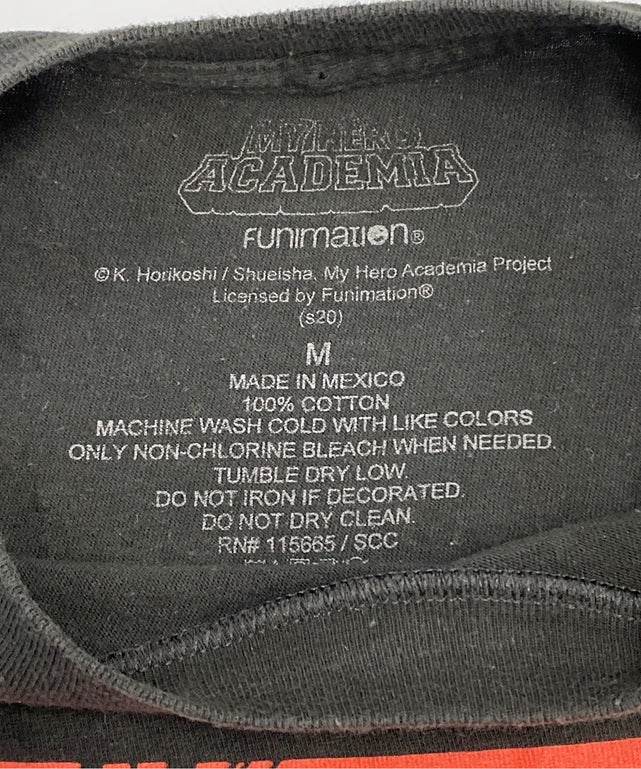 MY HERO
ACADEMIA
FUNIMATION®
© K. Horikoshi / Shueisha, My Hero Academia Project
Licensed by Funimation®
(s20)
M
MADE IN MEXICO
100% COTTON
MACHINE WASH COLD WITH LIKE COLORS
ONLY NON-CHLORINE BLEACH WHEN NEEDED.
TUMBLE DRY LOW.
DO NOT IRON IF DECORATED.
DO NOT DRY CLEAN.
RN# 115665 / SCC